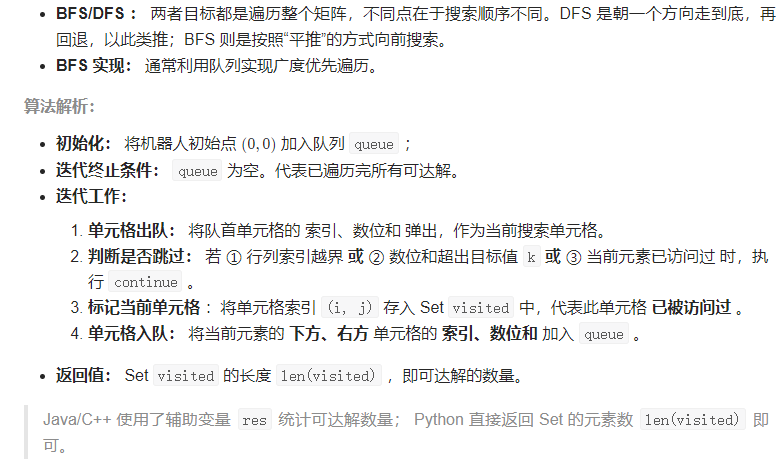 • BFS/DFS ： 两者目标都是遍历整个矩阵，不同点在于搜索顺序不同。DFS 是朝一个方向走到底，再
回退，以此类推；BFS 则是按照“平推”的方式向前搜索。
• BFS 实现： 通常利用队列实现广度优先遍历。
算法解析：
• 初始化： 将机器人初始点 (0,0) 加入队列 queue ；
• 迭代终止条件： queue 为空。代表已遍历完所有可达解。
• 迭代工作：
1. 单元格出队： 将队首单元格的 索引、数位和 弹出，作为当前搜索单元格。
2. 判断是否跳过： 若 ① 行列索引越界 或 ② 数位和超出目标值 k 或 ③ 当前元素已访问过 时，执
行 continue 。
3. 标记当前单元格 ：将单元格索引 (i, j) 存入 Set visited 中，代表此单元格 已被访问过 。
4. 单元格入队： 将当前元素的 下方、右方 单元格的 索引、数位和 加入 queue 。
• 返回值： Set visited 的长度 len(visited) ，即可达解的数量。
Java/C++ 使用了辅助变量 res 统计可达解数量； Python 直接返回 Set 的元素数 len(visited) 即
可。